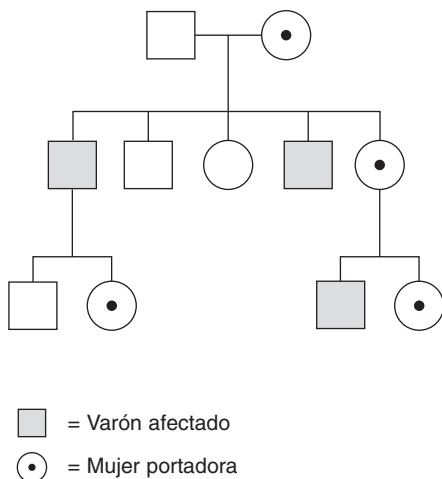 = Varón afectado
= Mujer portadora